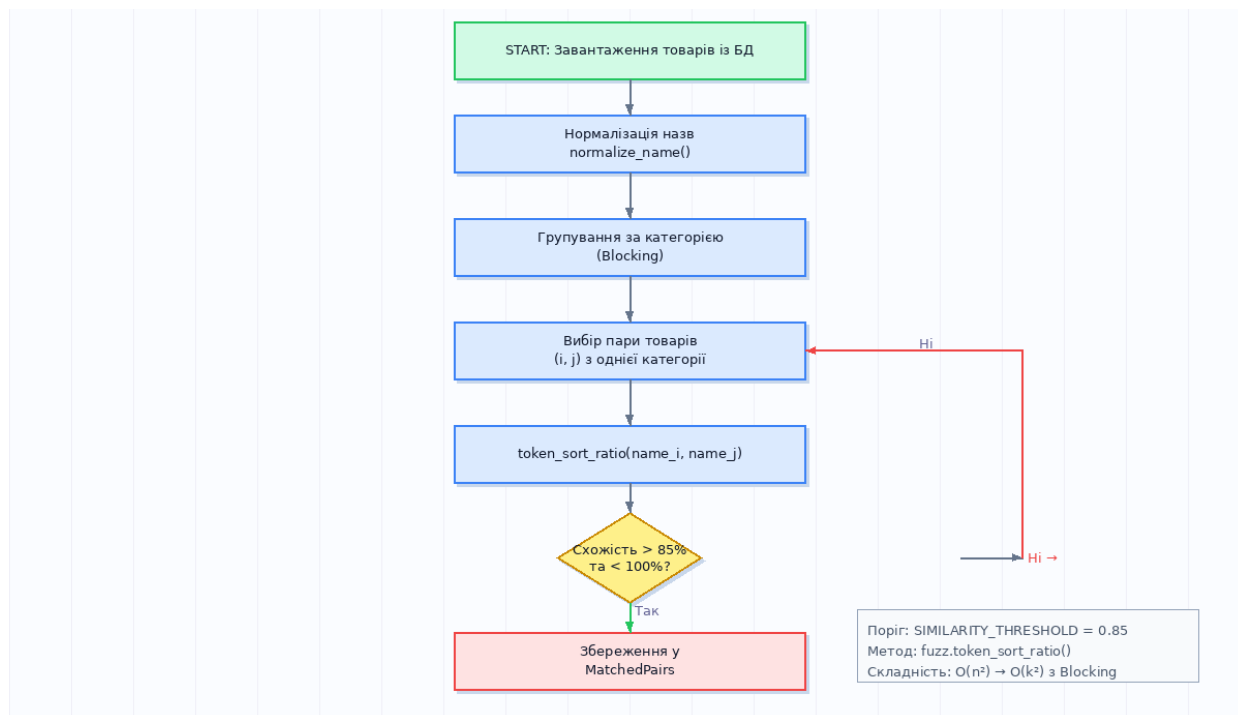 START: Завантаження товарів із БД
Нормалізація назв
normalize_name()
Групування за категорією
(Blocking)
Вибір пари товарів
(i, j) з однієї категорії
Ні
token_sort_ratio(name_i, name_j)
Схожість > 85%
та < 100%?
Ні →
Так
Збереження у
MatchedPairs
Поріг: SIMILARITY_THRESHOLD = 0.85
Метод: fuzz.token_sort_ratio()
Складність: O(n²) → O(k²) з Blocking